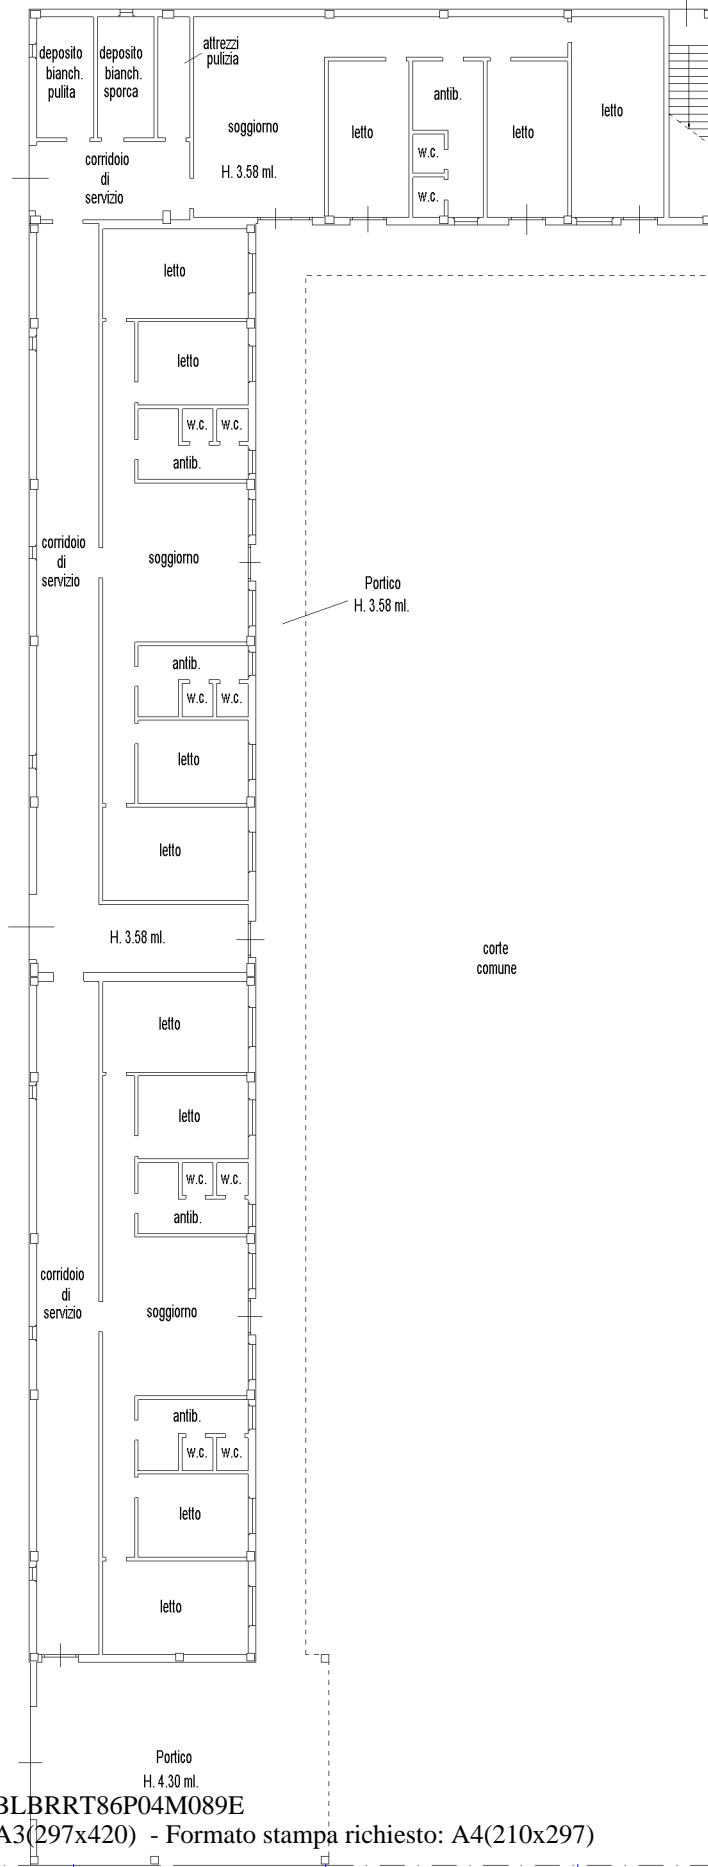 deposito
bianch.
pulita
deposito
bianch.
sporca
attrezzi
pulizia
soggiorno
H. 3.58 ml.
letto
antib.
w.c.
w.c.
letto
letto
corridoio
di
servizio
letto
letto
w.c. w.c.
antib.
corridoio
di
servizio
soggiorno
Portico
H. 3.58 ml.
antib.
w.c. w.c.
letto
letto
H. 3.58 ml.
corte
comune
letto
letto
w.c. w.c.
antib.
corridoio
di
servizio
soggiorno
antib.
w.c. w.c.
letto
letto
Portico
H. 4.30 ml.
BLBRRT86P04M089E
A3(297x420) - Formato stampa richiesto: A4(210x297)